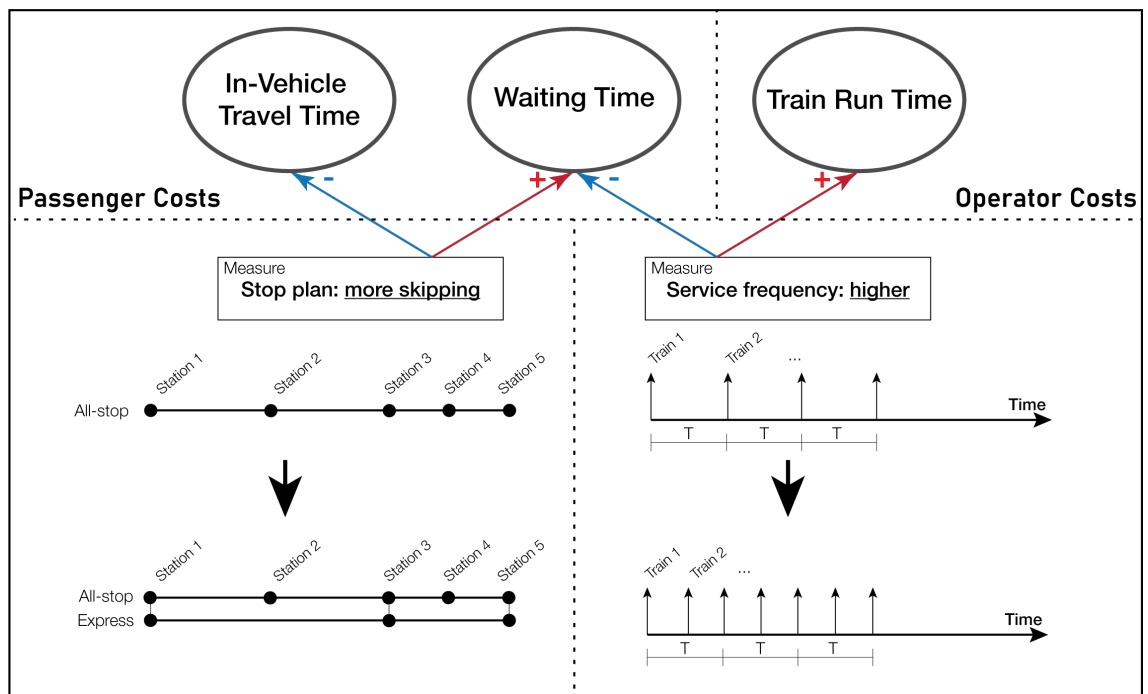 In-Vehicle
Travel Time
Waiting Time
Train Run Time
- + - +
Passenger Costs
Operator Costs
Measure
Stop plan: more skipping
Measure
Service frequency: higher
Station 1
Station 2
Station 3
Station 4
Station 5
All-stop
Train 1
Train 2
...
Time
T T T
Station 1
Station 2
Station 3
Station 4
Station 5
All-stop
Express
Train 1
Train 2
...
Time
T T T